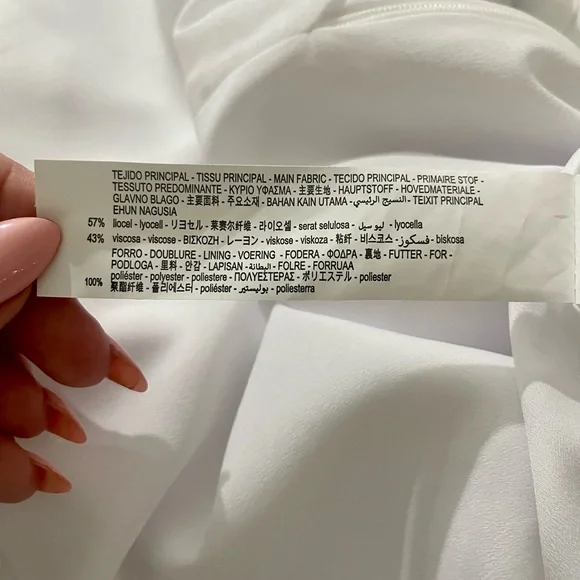 TEJIDO PRINCIPAL - TISSU PRINCIPAL - MAIN FABRIC - TECIDO PRINCIPAL - PRIMAIRE STOF -
TESSUTO PREDOMINANTE - ΚΥΡΙΟ ΥΦΑΣΜΑ - 主要生地 - HAUPTSTOFF - HOVEDMATERIALE -
GLAVNO BLAGO - 主要面料 - 주요소재 - BAHAN KAIN UTAMA - النسيج الرئيسي - TEIXIT PRINCIPAL
EHUN NAGUSIA
57% liocel - lyocell - リヨセル - 莱赛尔纤维 - 라이오셀 - serat selulosa - ليو سيل - lyocella
43% viscosa - viscose - ΒΙΣΚΟΖΗ - レーヨン - viskose - viskoza - 粘纤 - 비스코스 - فسكوز - biskosa
FORRO - DOUBLURE - LINING - VOERING - FODERA - ΦΟΔΡΑ - 裏地 - FUTTER - FOR -
PODLOGA - 里料 - 안감 - LAPISAN - البطانة - FOLRE - FORRUAA
100% poliéster - polyester - poliestere - ΠΟΛΥΕΣΤΕΡΑΣ - ポリエステル - poliester
聚酯纤维 - 폴리에스터 - poliéster - بوليستير - poliesterra